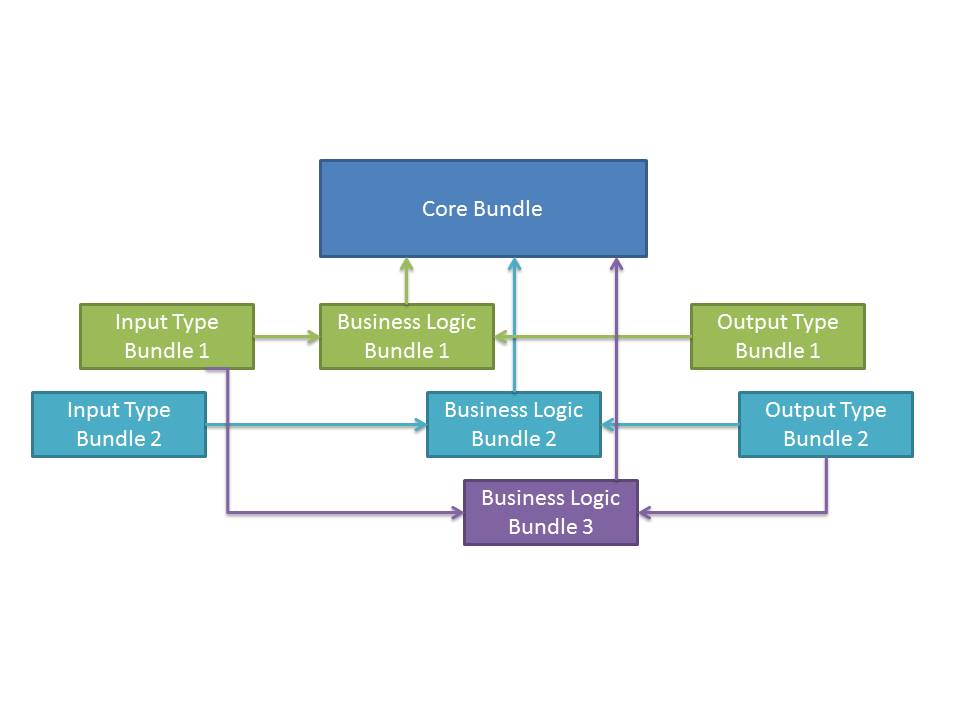 Core Bundle
Input Type
Bundle 1
Business Logic
Bundle 1
Output Type
Bundle 1
Input Type
Bundle 2
Business Logic
Bundle 2
Output Type
Bundle 2
Business Logic
Bundle 3